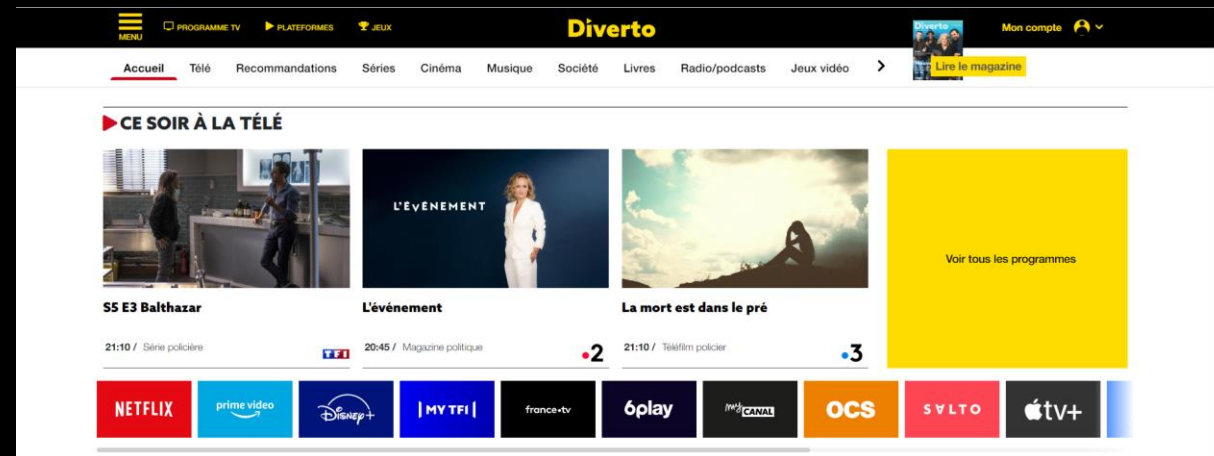 MENU
PROGRAMME TV
PLATEFORMES
JEUX
Diverto
Diverto
Mon compte
Accueil
Télé
Recommandations
Séries
Cinéma
Musique
Société
Livres
Radio/podcasts
Jeux vidéo
Lire le magazine
CE SOIR À LA TÉLÉ
L'ÉVÉNEMENT
Voir tous les programmes
S5 E3 Balthazar
L'événement
La mort est dans le pré
21:10 / Série policière
TF1
20:45 / Magazine politique
2
21:10 / Téléfilm policier
3
NETFLIX
prime video
Disney+
MYTF1
france•tv
6play
my CANAL
OCS
SALTO
tv+